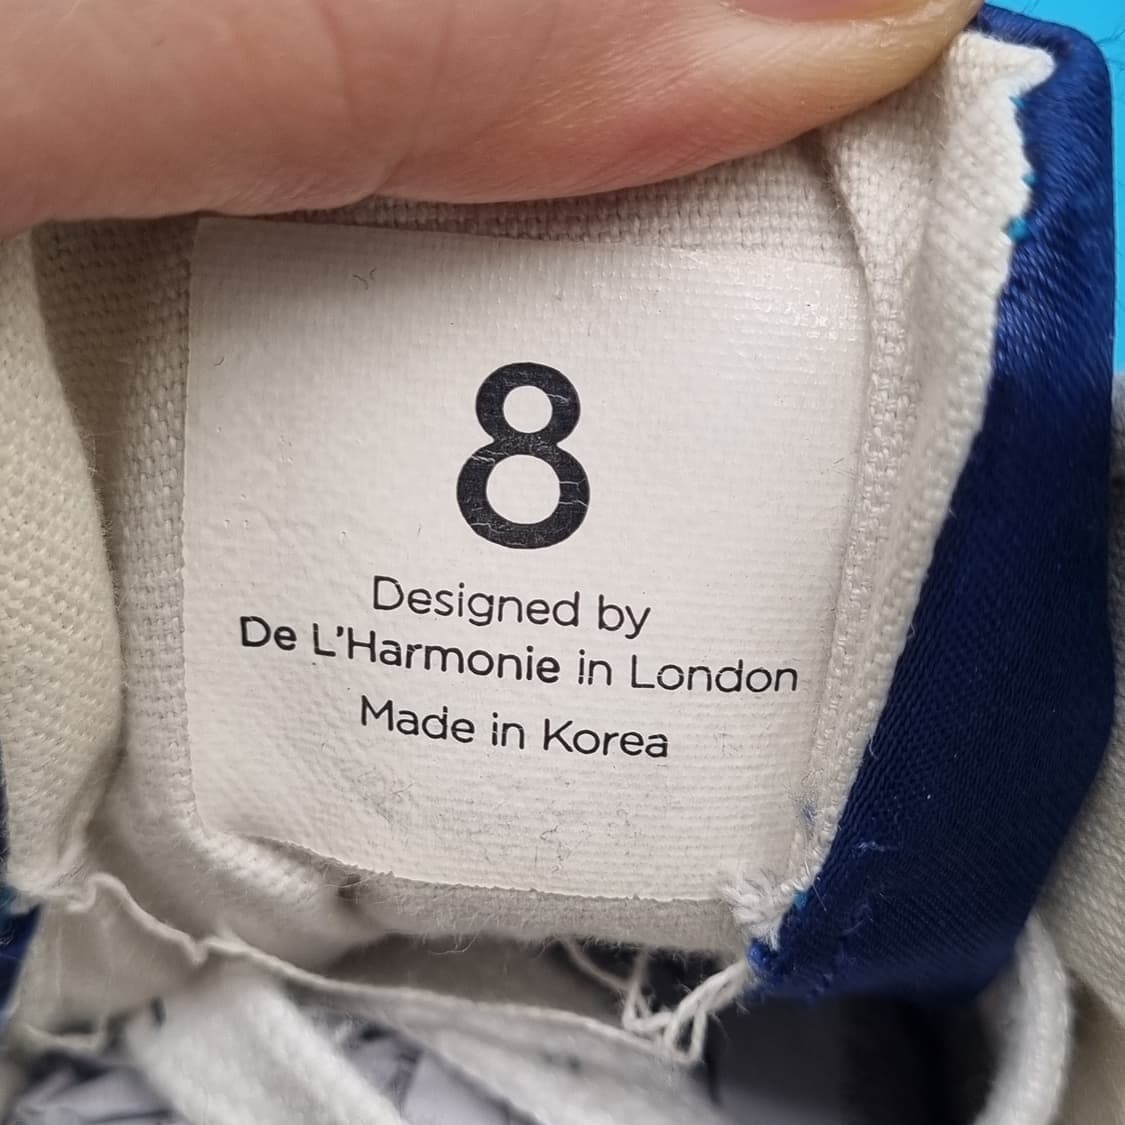 8
Designed by
De L'Harmonie in London
Made in Korea